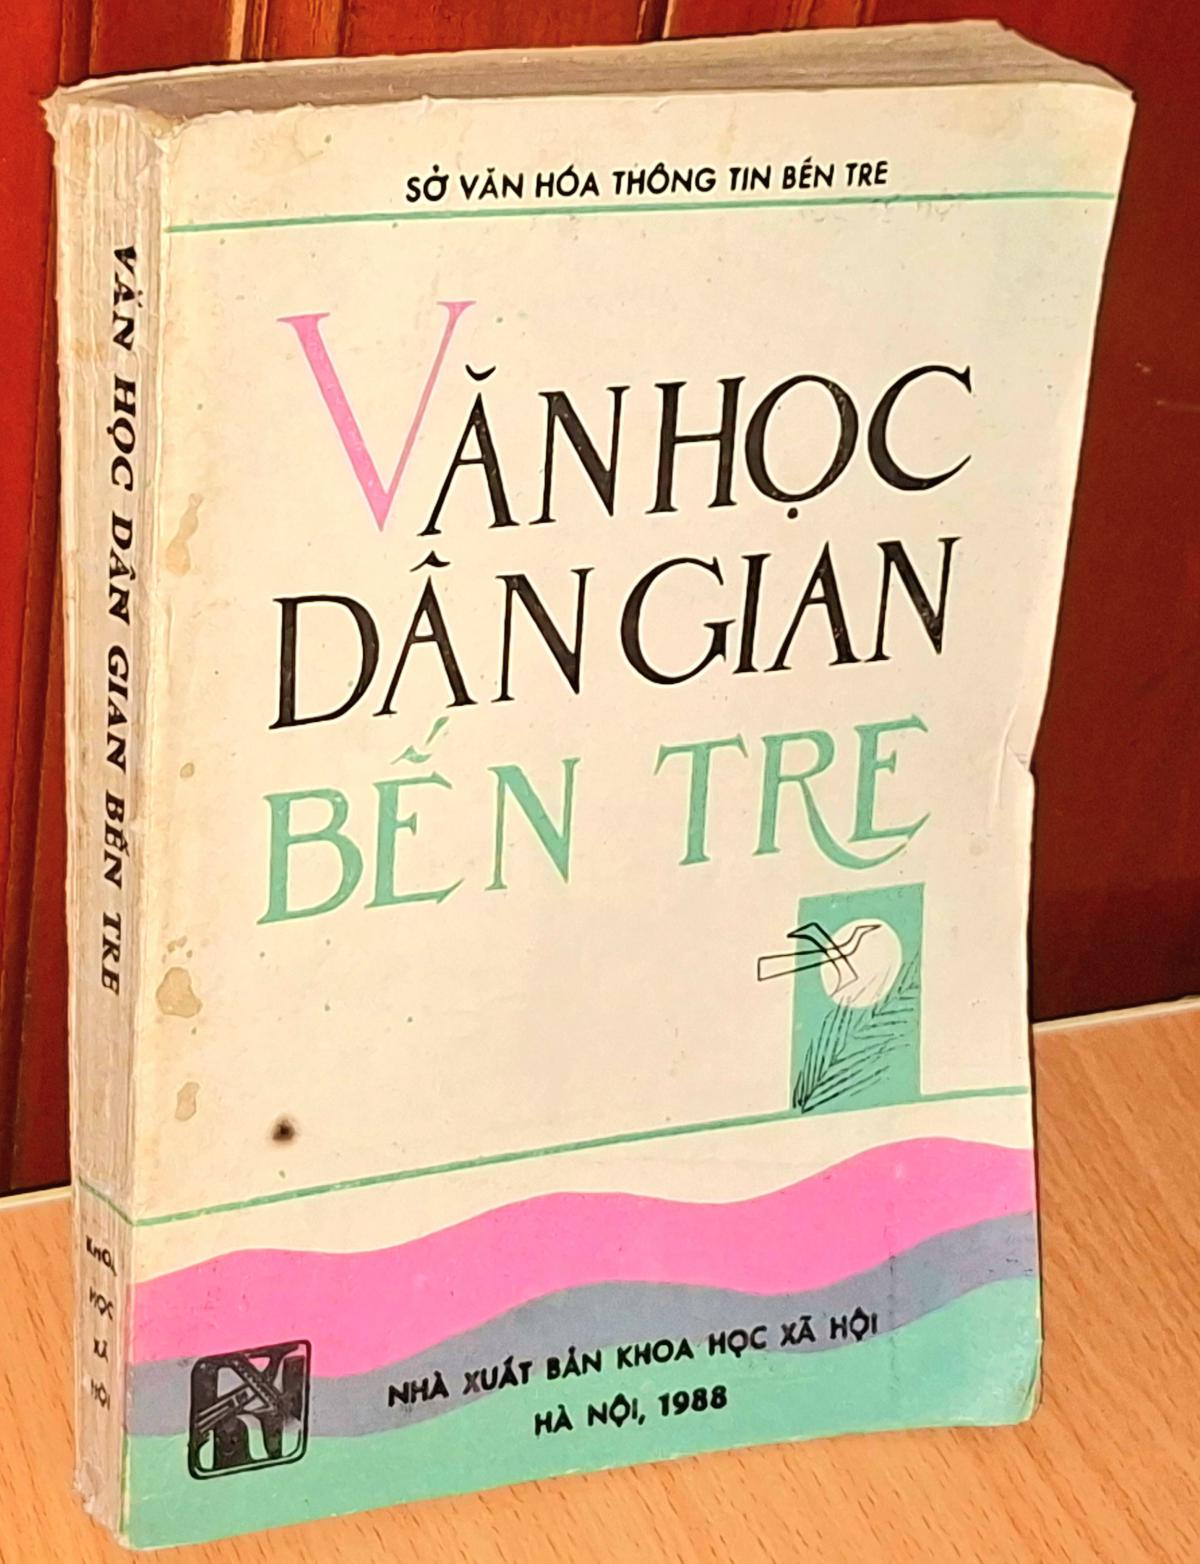 SỞ VĂN HÓA THÔNG TIN BẾN TRE
VĂN HỌC
DÂN GIAN
BẾN TRE
NHÀ XUẤT BẢN KHOA HỌC XÃ HỘI
HÀ NỘI, 1988
VĂN HỌC DÂN GIAN BẾN TRE
KHOA
HỌC
XÃ
HỘI